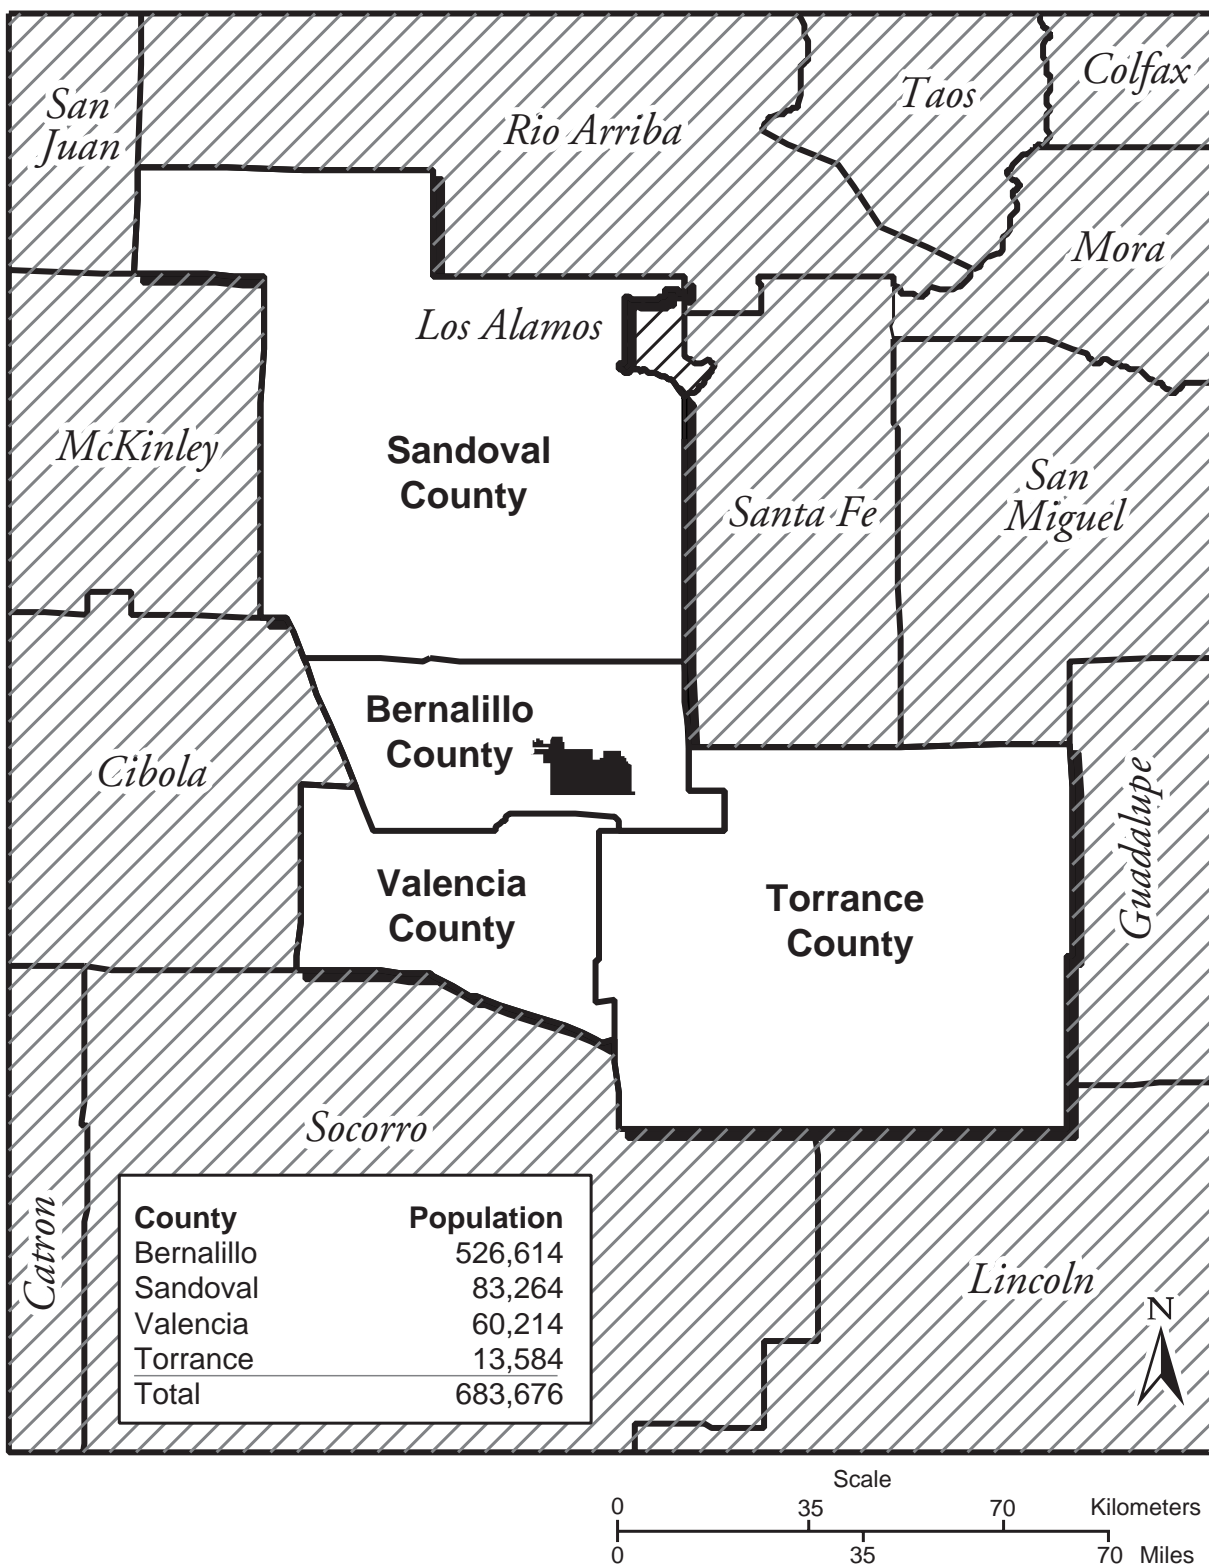 San
Juan
Rio Arriba
Taos
Colfax
Mora
Los Alamos
McKinley
Sandoval
County
Santa Fe
San
Miguel
Bernalillo
County
Cibola
Guadalupe
Valencia
County
Torrance
County
Socorro
Catron
Lincoln
County Population
Bernalillo 526,614
Sandoval 83,264
Valencia 60,214
Torrance 13,584
Total 683,676
N
Scale
0 35 70 Kilometers
0 35 70 Miles